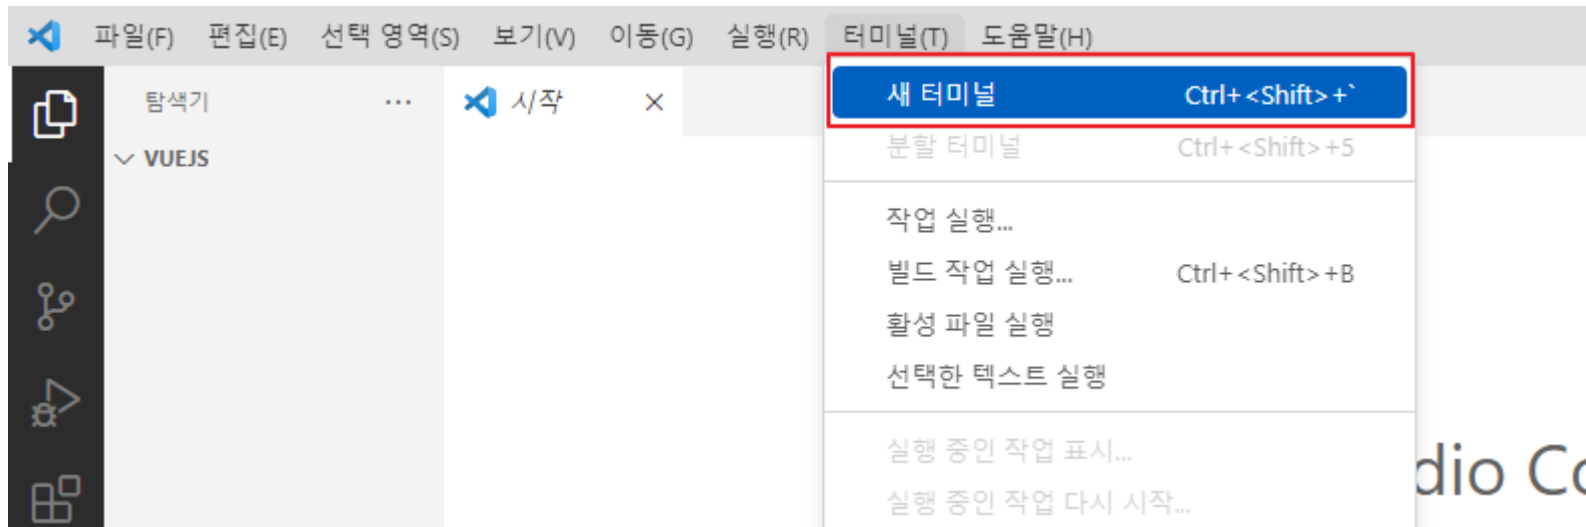 파일(F) 편집(E) 선택 영역(S) 보기(V) 이동(G) 실행(R) 터미널(T) 도움말(H)
탐색기 ...
시작
VUEJS
새 터미널 Ctrl+<Shift>+`
분할 터미널 Ctrl+<Shift>+5
작업 실행...
빌드 작업 실행... Ctrl+<Shift>+B
활성 파일 실행
선택한 텍스트 실행
실행 중인 작업 표시...
실행 중인 작업 다시 시작...
dio Co